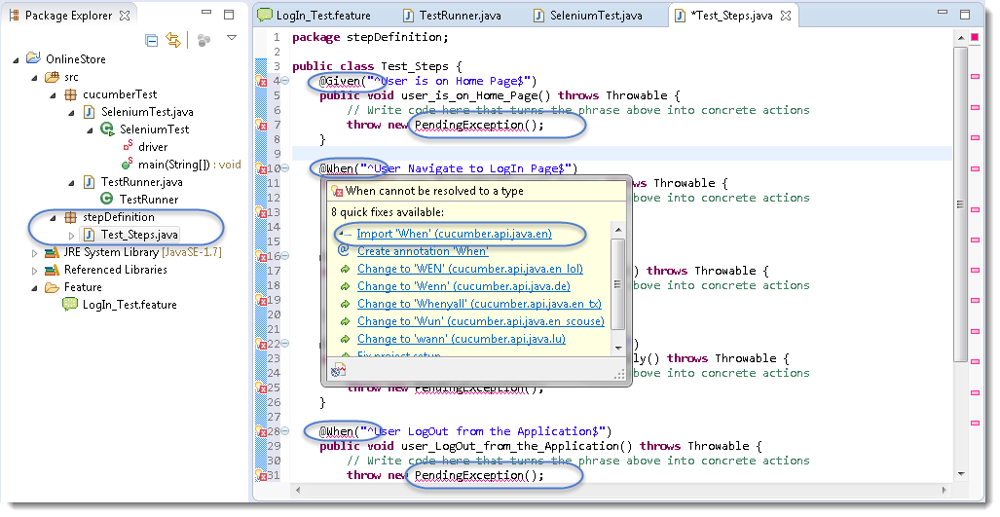 Package Explorer
OnlineStore
src
cucumberTest
SeleniumTest.java
SeleniumTest
driver
main(String[]) : void
TestRunner.java
TestRunner
stepDefinition
Test_Steps.java
JRE System Library [JavaSE-1.7]
Referenced Libraries
Feature
LogIn_Test.feature
LogIn_Test.feature TestRunner.java SeleniumTest.java *Test_Steps.java
1 package stepDefinition;
2
3 public class Test_Steps {
4 @Given("^User is on Home Page$")
5 public void user_is_on_Home_Page() throws Throwable {
6 // Write code here that turns the phrase above into concrete actions
7 throw new PendingException();
8 }
9
10 @When("^User Navigate to LogIn Page$")
11 ws Throwable {
12 ove into concrete actions
13
14
15
16
17 ) throws Throwable {
18 ove into concrete actions
19
20
21
22 )
23 ly() throws Throwable {
24 ove into concrete actions
25 throw new PendingException();
26 }
27
28 @When("^User LogOut from the Application$")
29 public void user_LogOut_from_the_Application() throws Throwable {
30 // Write code here that turns the phrase above into concrete actions
31 throw new PendingException();
When cannot be resolved to a type
8 quick fixes available:
Import 'When' (cucumber.api.java.en)
Create annotation 'When'
Change to 'WEN' (cucumber.api.java.en_lol)
Change to 'Wenn' (cucumber.api.java.de)
Change to 'Whenyall' (cucumber.api.java.en_tx)
Change to 'Wun' (cucumber.api.java.en_scouse)
Change to 'wann' (cucumber.api.java.lu)
Fix project setup